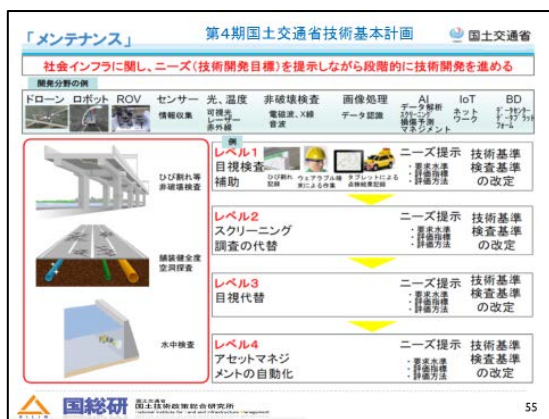 「メンテナンス」
第4期国土交通省技術基本計画
国土交通省
社会インフラに関し、ニーズ(技術開発目標)を提示しながら段階的に技術開発を進める
開発分野の例
ドローン ロボット ROV センサー 光、温度 非破壊検査 画像処理 AI IoT BD
情報収集
可視光
レーザー
赤外線
電磁波、X線
音波
データ認識
データ解析
スクリーニング
損傷予測
マネジメント
ネット
ワーク
データセンター
データプラット
フォーム
ひび割れ等
非破壊検査
舗装健全度
空洞探査
水中検査
例
レベル1
目視検査
補助
ひび割れ
記録
ウェアラブル端
末による作業
タブレットによる
点検結果記録
ニーズ提示
・要求水準
・評価指標
・評価方法
技術基準
検査基準
の改定
レベル2
スクリーニング
調査の代替
ニーズ提示
・要求水準
・評価指標
・評価方法
技術基準
検査基準
の改定
レベル3
目視代替
ニーズ提示
・要求水準
・評価指標
・評価方法
技術基準
検査基準
の改定
レベル4
アセットマネジ
メントの自動化
ニーズ提示
・要求水準
・評価指標
・評価方法
技術基準
検査基準
の改定
国総研
国土交通省
国土技術政策総合研究所
National Institute for Land and Infrastructure Management
55